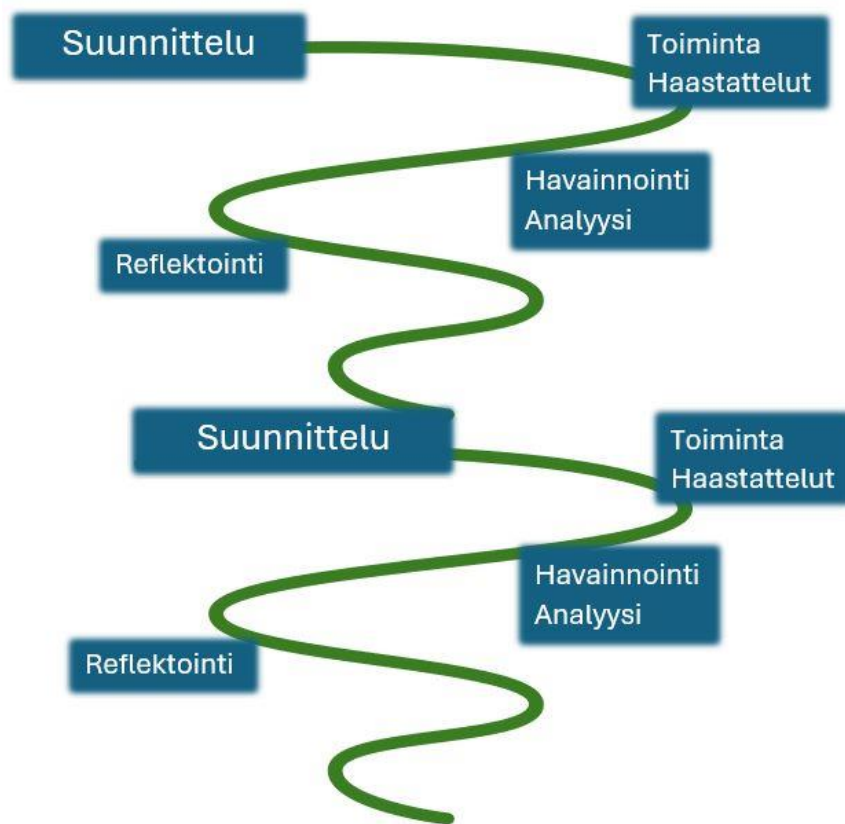 Suunnittelu
Toiminta
Haastattelut
Havainnointi
Analyysi
Reflektointi
Suunnittelu
Toiminta
Haastattelut
Havainnointi
Analyysi
Reflektointi